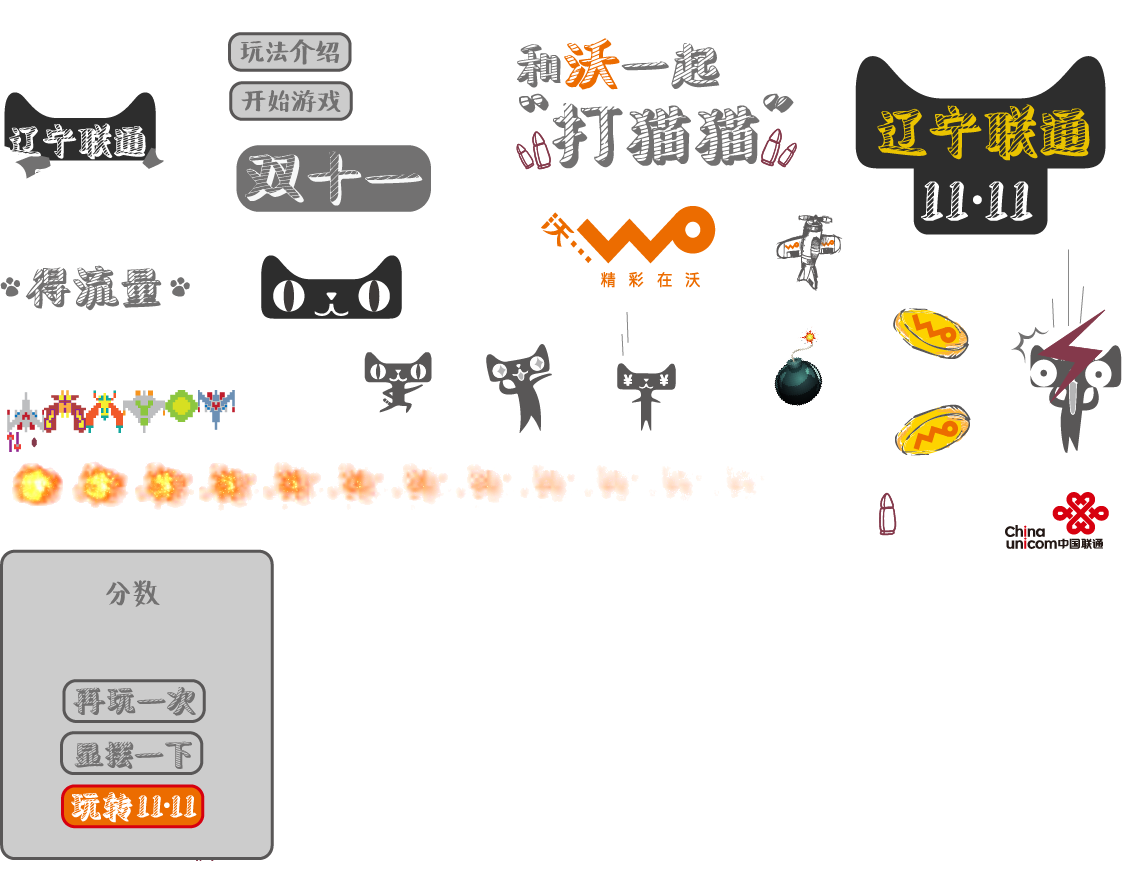 玩法介绍
开始游戏
和沃一起
“打猫猫”
辽宁联通
辽宁联通
11·11
双十一
沃...
精彩在沃
得流量
¥ ¥
China
unicom中国联通
分数
再玩一次
显摆一下
玩转11·11